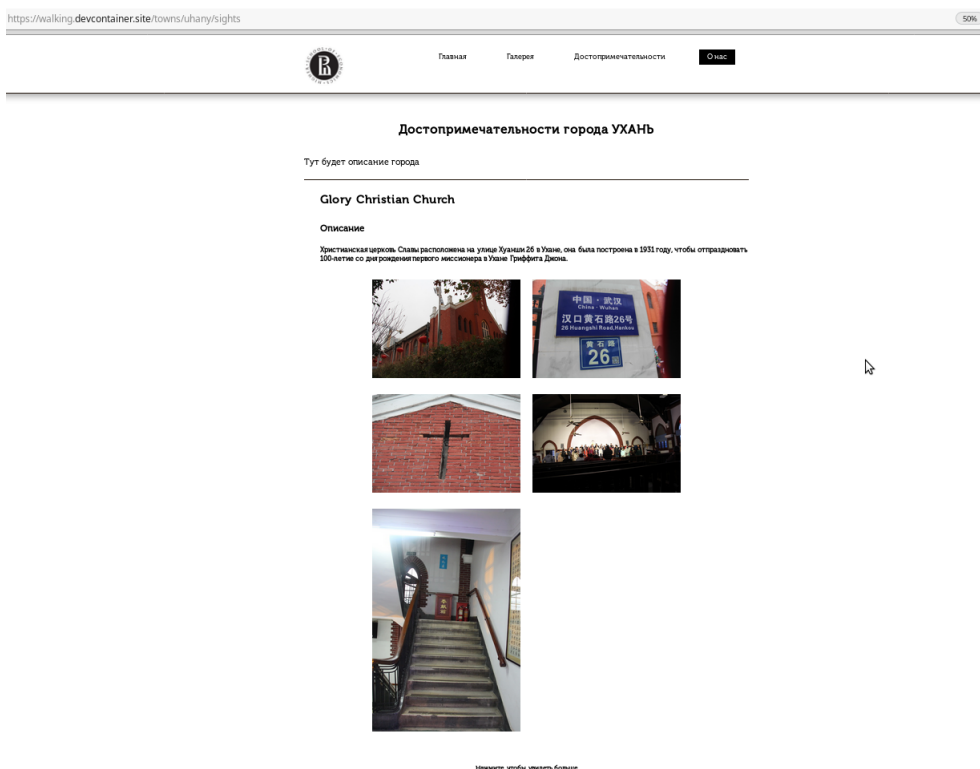 https://walking.devcontainer.site/towns/uhany/sights
50%
Главная Галерея Достопримечательности О нас
Достопримечательности города УХАНЬ
Тут будет описание города
Glory Christian Church
Описание
Христианская церковь Славы расположена на улице Хуанши 26 в Ухане, она была построена в 1931 году, чтобы отпраздновать
100-летие со дня рождения первого миссионера в Ухане Гриффита Джона.
中国·武汉
China·Wuhan
汉口黄石路26号
26 Huangshi Road,Hankou
黄石路
26
Нажмите, чтобы увидеть больше